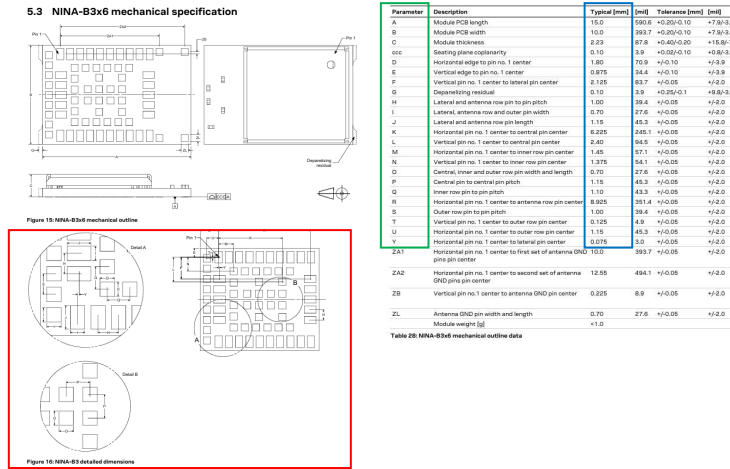 5.3 NINA-B3x6 mechanical specification
Pin 1
Pin 1
Depanelizing
residual
Figure 15: NINA-B3x6 mechanical outline
Detail A
Pin 1
B
A
Detail B
Figure 16: NINA-B3 detailed dimensions
Parameter Description Typical [mm] [mil] Tolerance [mm] [mil]
A Module PCB length 15.0 590.6 +0.20/-0.10 +7.9/-3.
B Module PCB width 10.0 393.7 +0.20/-0.10 +7.9/-3.
C Module thickness 2.23 87.8 +0.40/-0.20 +15.8/-
ccc Seating plane coplanarity 0.10 3.9 +0.02/-0.10 +0.8/-3.
D Horizontal edge to pin no. 1 center 1.80 70.9 +/-0.10 +/-3.9
E Vertical edge to pin no. 1 center 0.875 34.4 +/-0.10 +/-3.9
F Vertical pin no. 1 center to lateral pin center 2.125 83.7 +/-0.05 +/-2.0
G Depanelizing residual 0.10 3.9 +0.25/-0.1 +9.8/-3.
H Lateral and antenna row pin to pin pitch 1.00 39.4 +/-0.05 +/-2.0
I Lateral, antenna row and outer pin width 0.70 27.6 +/-0.05 +/-2.0
J Lateral and antenna row pin length 1.15 45.3 +/-0.05 +/-2.0
K Horizontal pin no. 1 center to central pin center 6.225 245.1 +/-0.05 +/-2.0
L Vertical pin no. 1 center to central pin center 2.40 94.5 +/-0.05 +/-2.0
M Horizontal pin no. 1 center to inner row pin center 1.45 57.1 +/-0.05 +/-2.0
N Vertical pin no. 1 center to inner row pin center 1.375 54.1 +/-0.05 +/-2.0
O Central, inner and outer row pin width and length 0.70 27.6 +/-0.05 +/-2.0
P Central pin to central pin pitch 1.15 45.3 +/-0.05 +/-2.0
Q Inner row pin to pin pitch 1.10 43.3 +/-0.05 +/-2.0
R Horizontal pin no. 1 center to antenna row pin center 8.925 351.4 +/-0.05 +/-2.0
S Outer row pin to pin pitch 1.00 39.4 +/-0.05 +/-2.0
T Vertical pin no. 1 center to outer row pin center 0.125 4.9 +/-0.05 +/-2.0
U Horizontal pin no. 1 center to outer row pin center 1.15 45.3 +/-0.05 +/-2.0
Y Horizontal pin no. 1 center to lateral pin center 0.075 3.0 +/-0.05 +/-2.0
ZA1 Horizontal pin no. 1 center to first set of antenna GND 10.0 393.7 +/-0.05 +/-2.0
pins pin center
ZA2 Horizontal pin no. 1 center to second set of antenna 12.55 494.1 +/-0.05 +/-2.0
GND pins pin center
ZB Vertical pin no.1 center to antenna GND pin center 0.225 8.9 +/-0.05 +/-2.0
ZL Antenna GND pin width and length 0.70 27.6 +/-0.05 +/-2.0
Module weight [g] <1.0
Table 28: NINA-B3x6 mechanical outline data